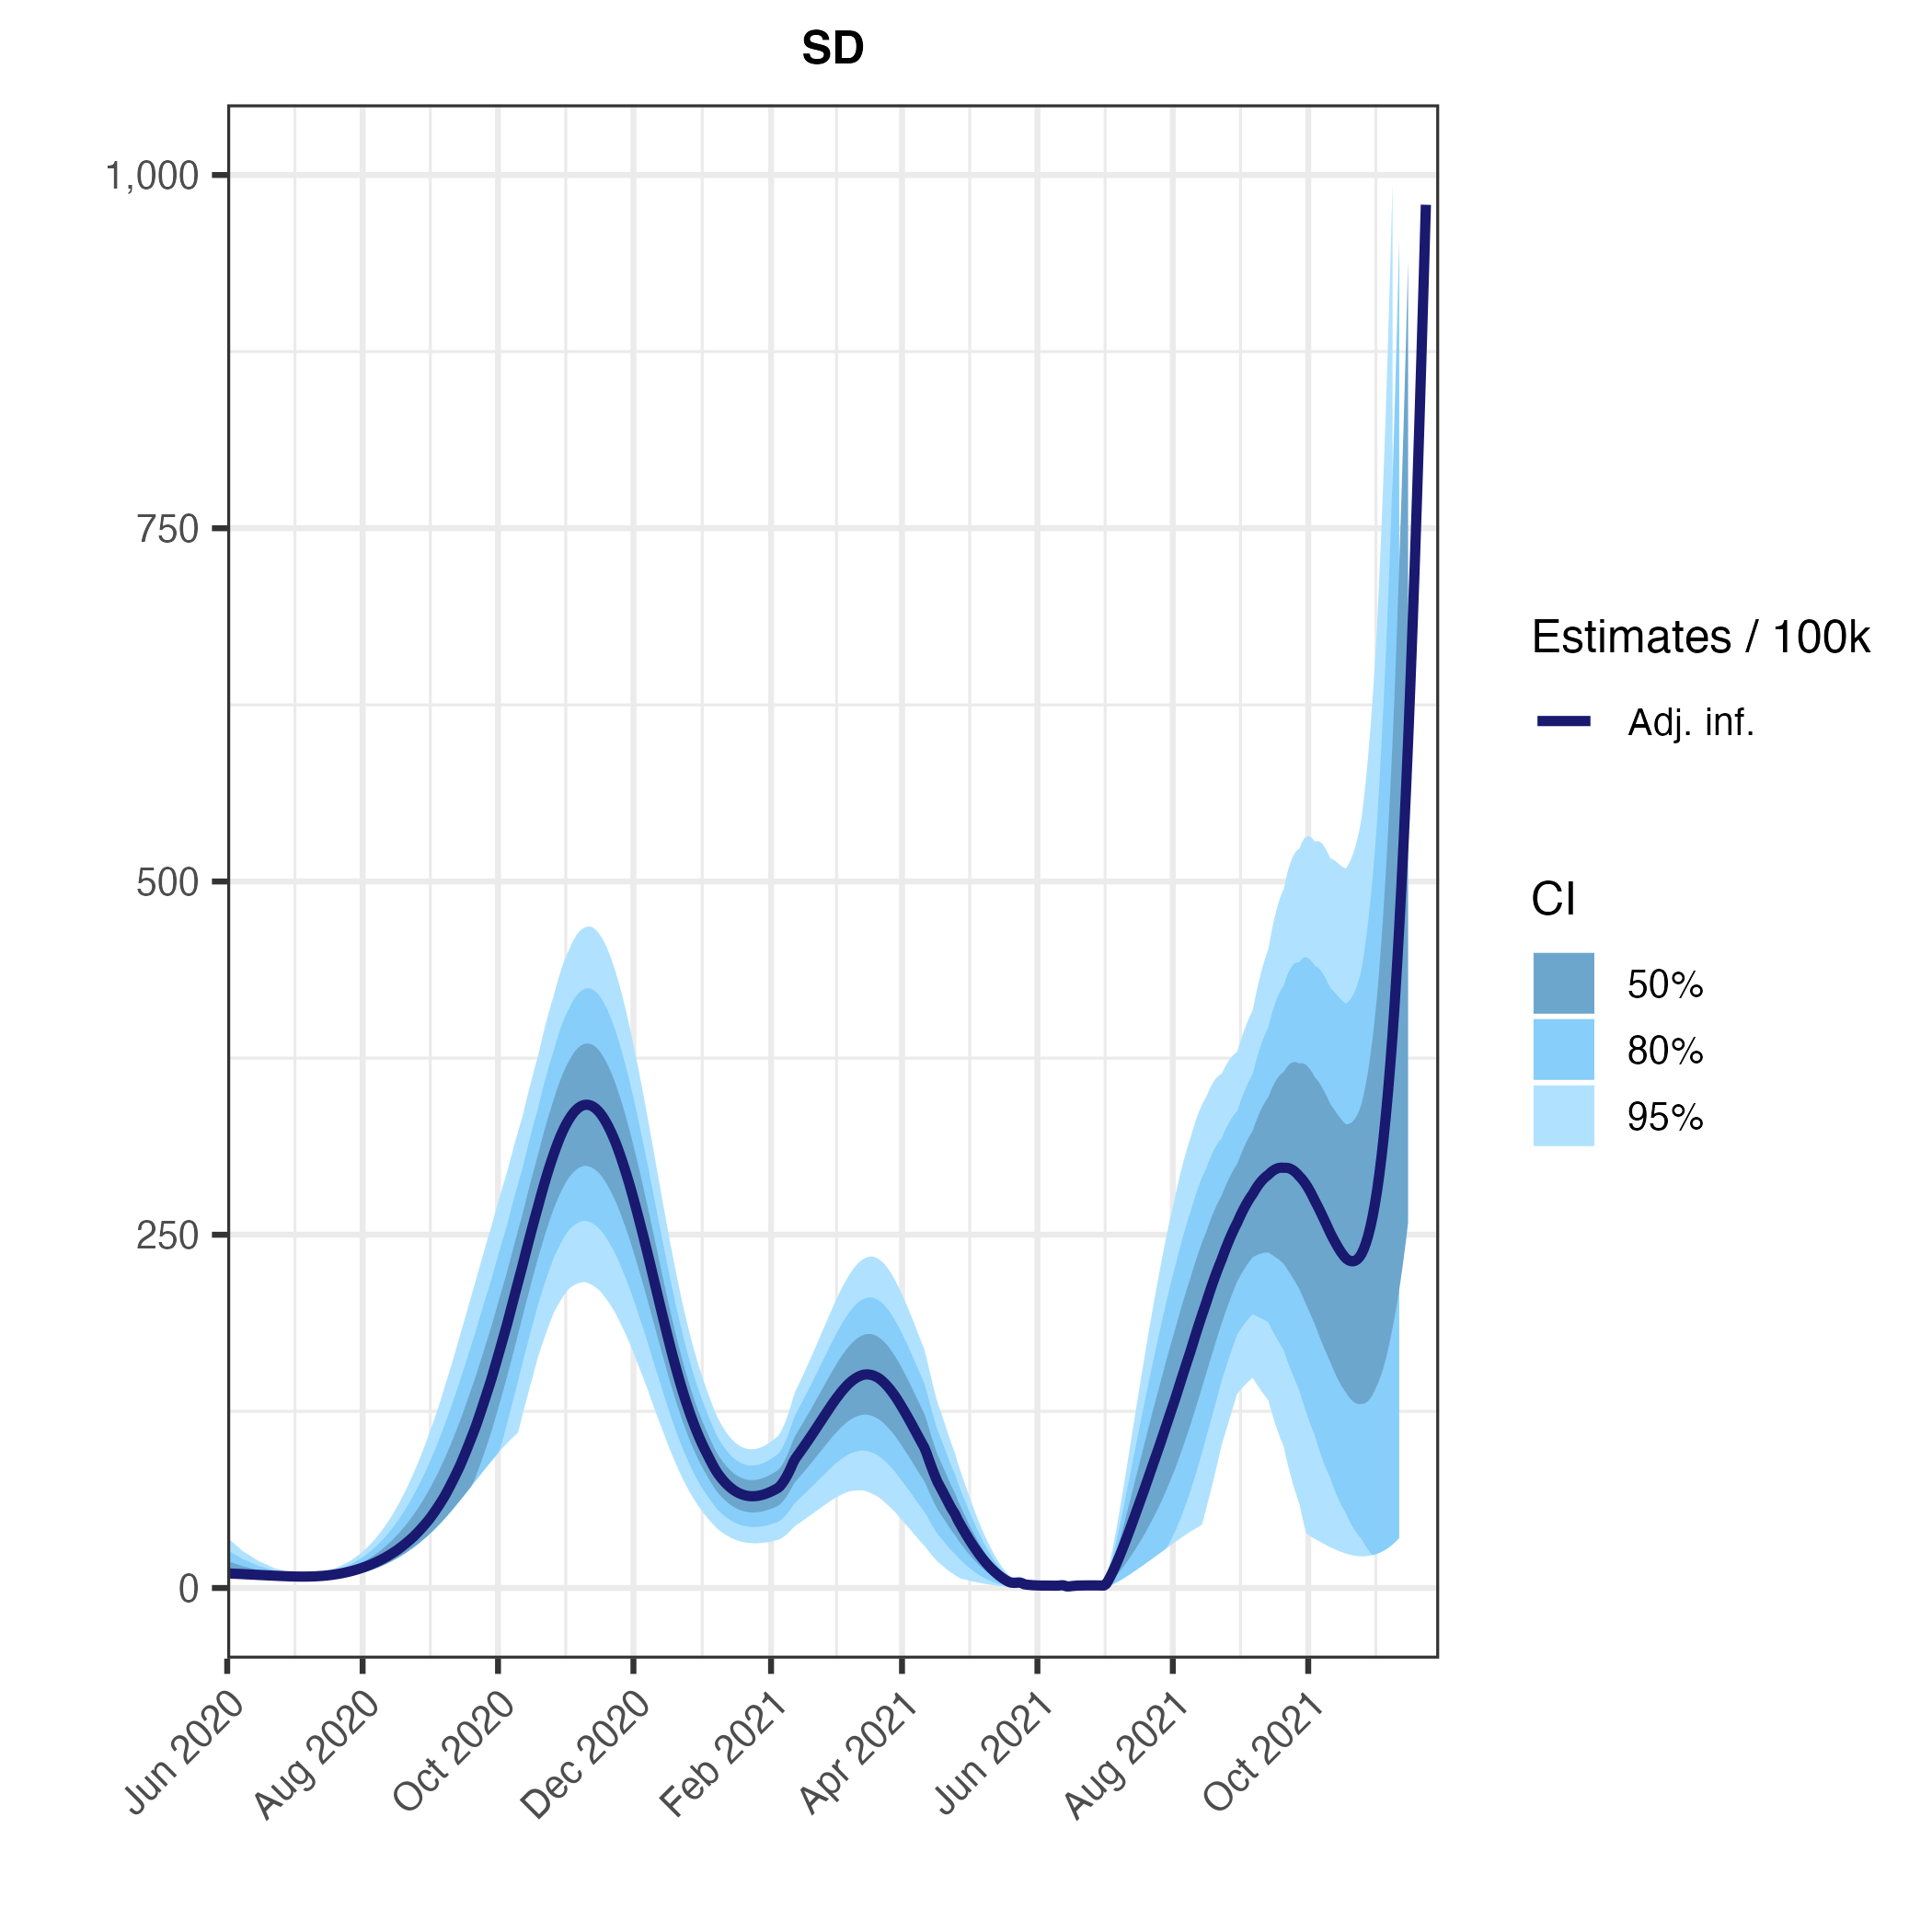 SD
1,000
750
500
250
0
Jun 2020
Aug 2020
Oct 2020
Dec 2020
Feb 2021
Apr 2021
Jun 2021
Aug 2021
Oct 2021
Estimates / 100k
Adj. inf.
CI
50%
80%
95%